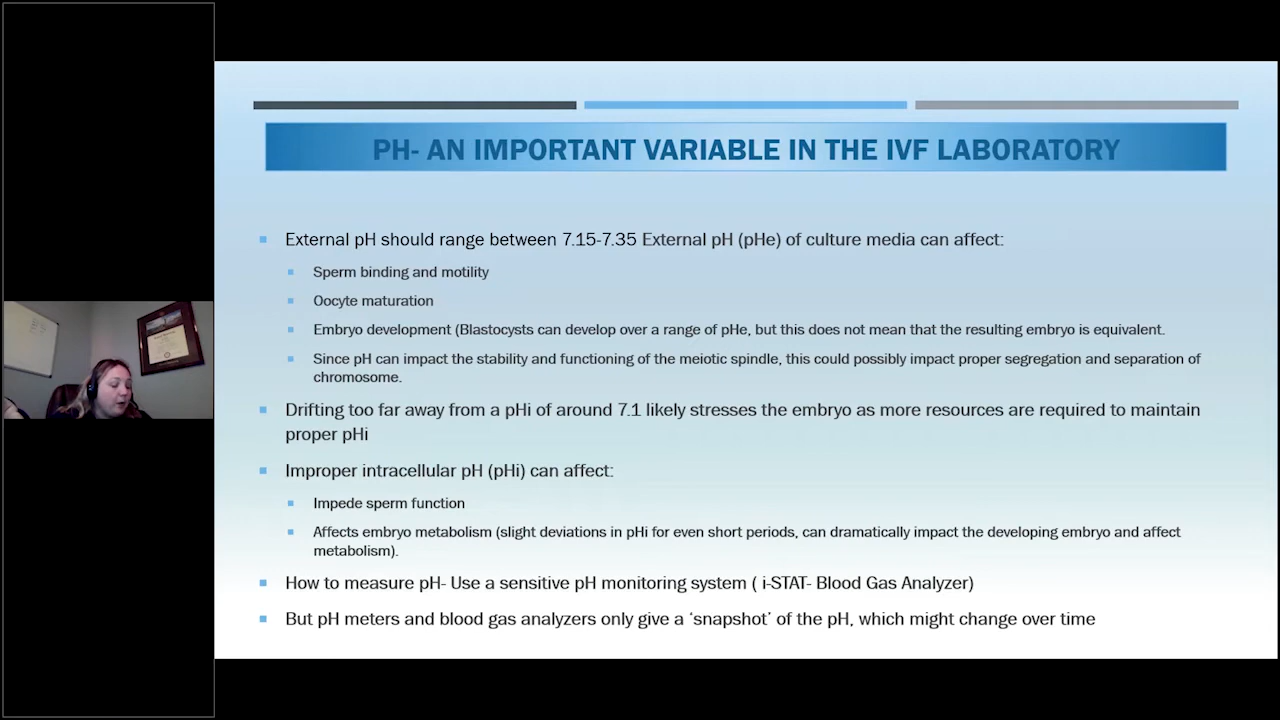 PH- AN IMPORTANT VARIABLE IN THE IVF LABORATORY
External pH should range between 7.15-7.35 External pH (pHe) of culture media can affect:
Sperm binding and motility
Oocyte maturation
Embryo development (Blastocysts can develop over a range of pHe, but this does not mean that the resulting embryo is equivalent.
Since pH can impact the stability and functioning of the meiotic spindle, this could possibly impact proper segregation and separation of
chromosome.
Drifting too far away from a pHi of around 7.1 likely stresses the embryo as more resources are required to maintain
proper pHi
Improper intracellular pH (pHi) can affect:
Impede sperm function
Affects embryo metabolism (slight deviations in pHi for even short periods, can dramatically impact the developing embryo and affect
metabolism).
How to measure pH- Use a sensitive pH monitoring system ( i-STAT- Blood Gas Analyzer)
But pH meters and blood gas analyzers only give a ‘snapshot’ of the pH, which might change over time